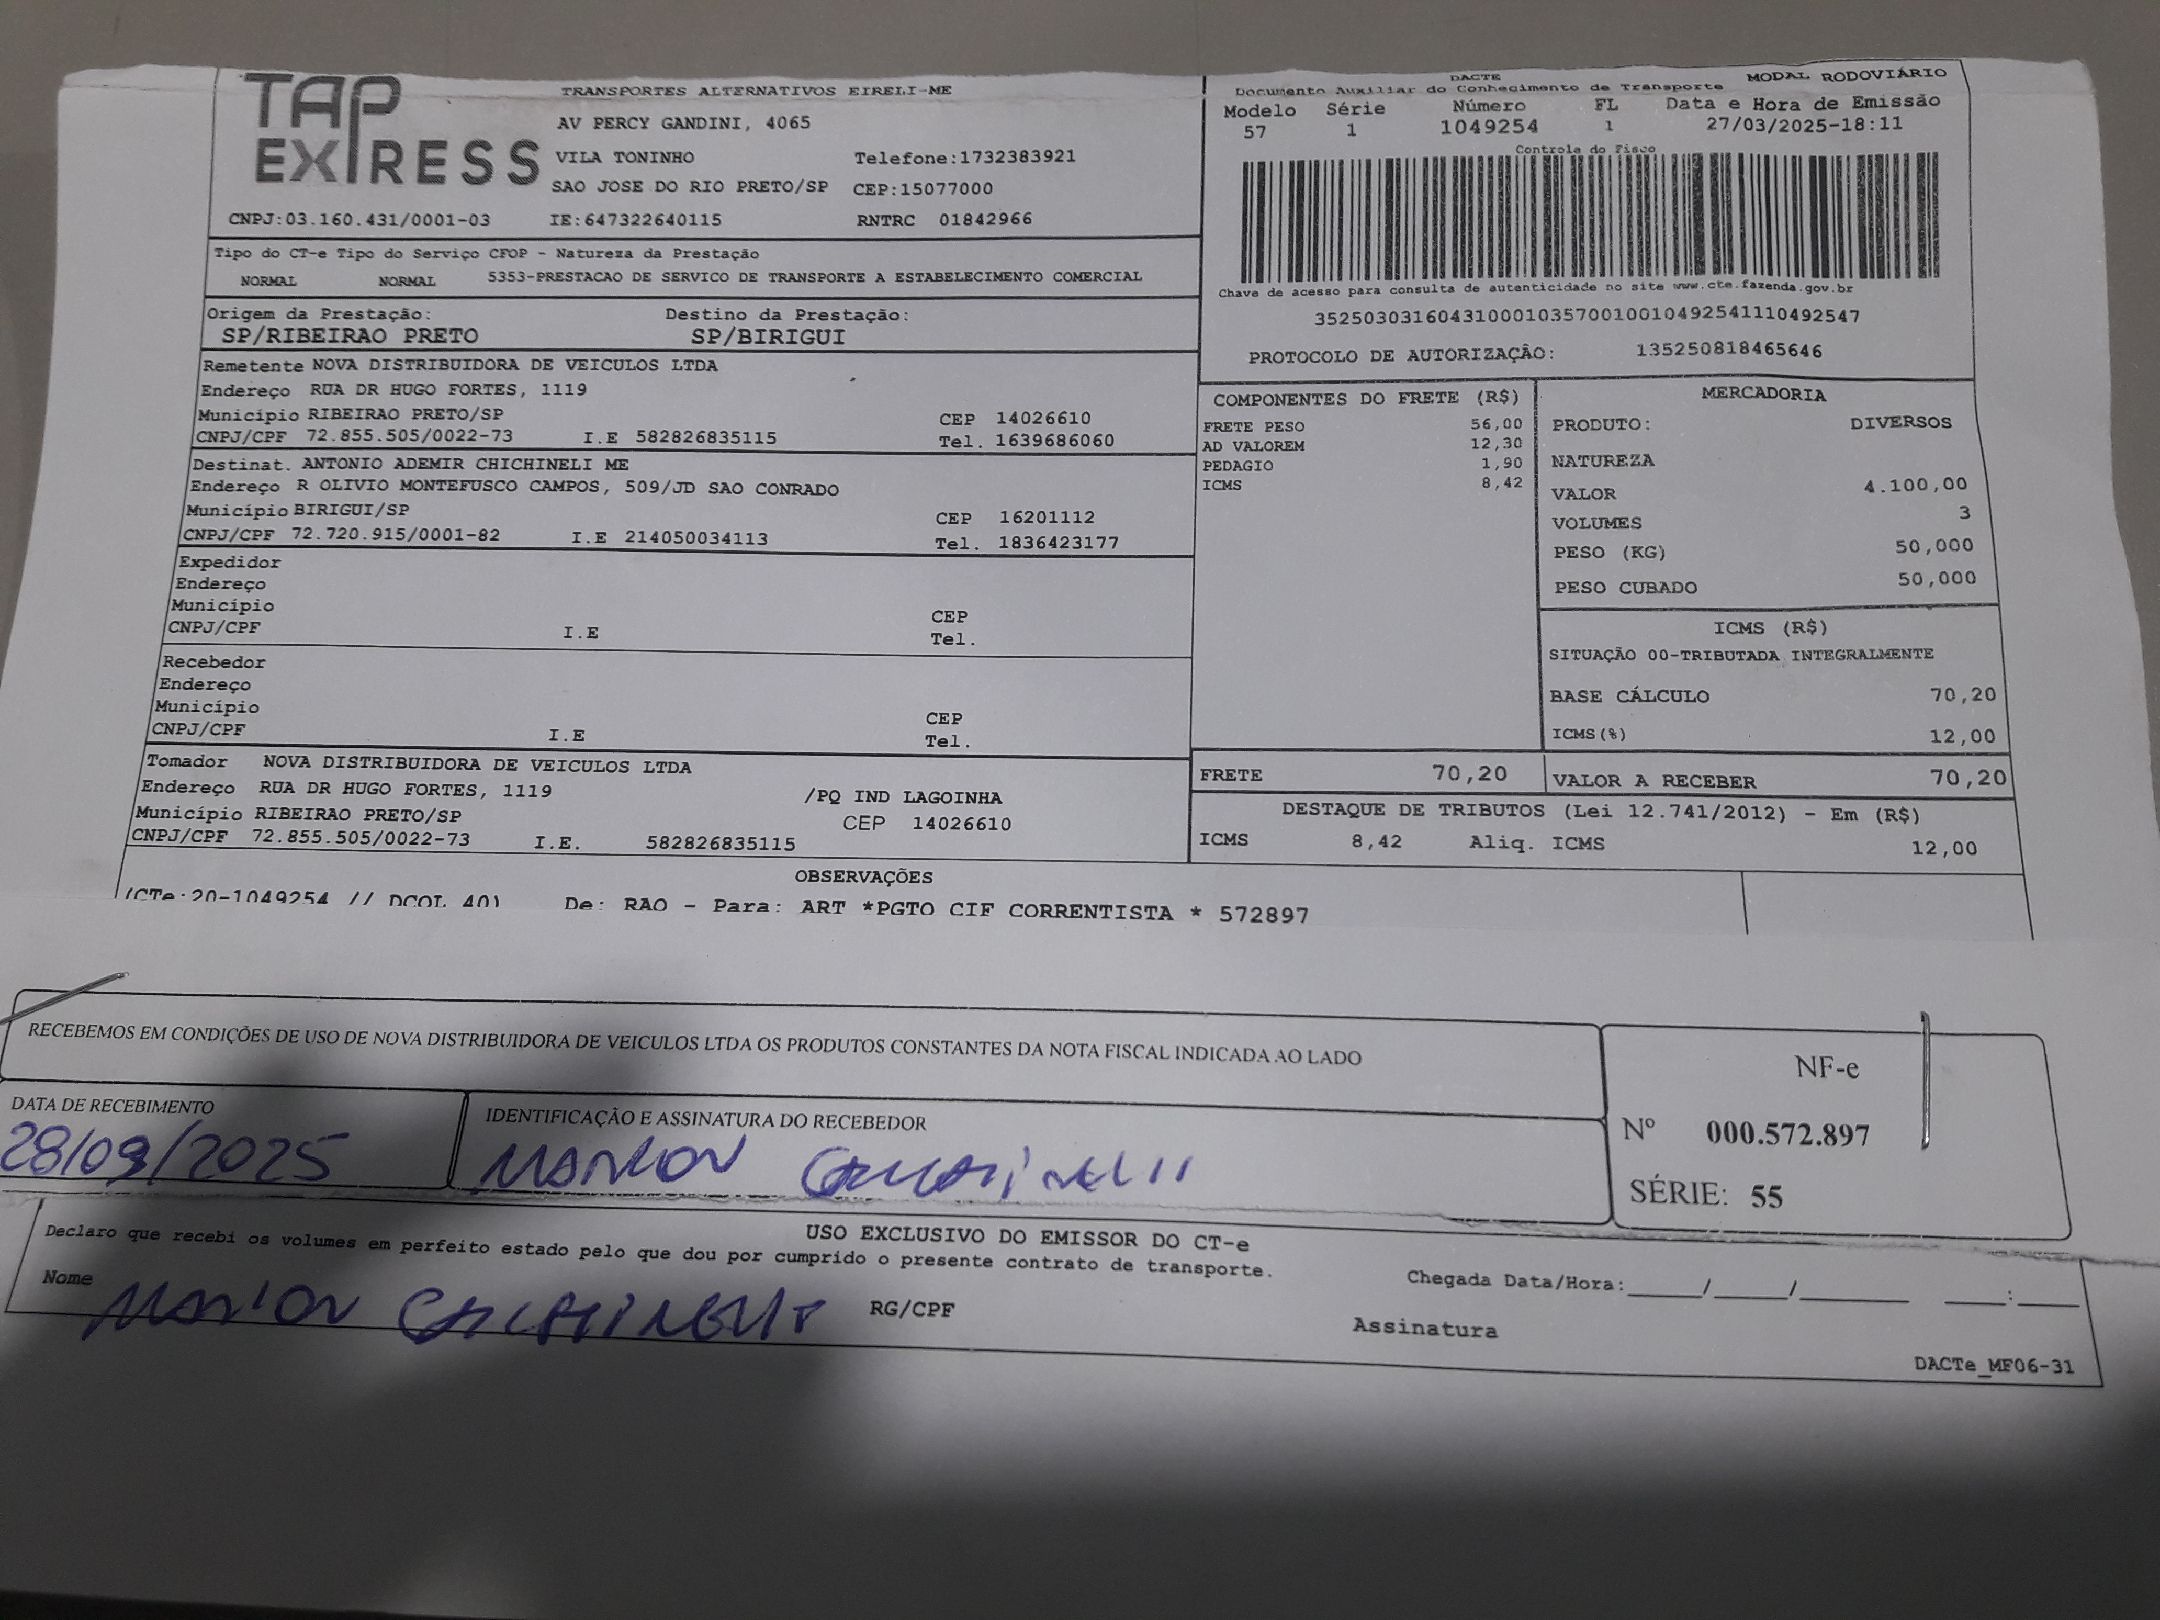 TAP EXPRESS
TRANSPORTES ALTERNATIVOS EIRELI-ME
AV PERCY GANDINI, 4065
VILA TONINHO Telefone:1732383921
SAO JOSE DO RIO PRETO/SP CEP:15077000
CNPJ:03.160.431/0001-03 IE:647322640115 RNTRC 01842966
DACTE MODAL RODOVIÁRIO
Documento Auxiliar do Conhecimento de Transporte
Modelo Série Número FL Data e Hora de Emissão
57 1 1049254 1 27/03/2025-18:11
Controle do Fisco
Chave de acesso para consulta de autenticidade no site www.cte.fazenda.gov.br
35250303160431000103570010010492541110492547
PROTOCOLO DE AUTORIZAÇÃO: 135250818465646
Tipo do CT-e Tipo do Serviço CFOP - Natureza da Prestação
NORMAL NORMAL 5353-PRESTACAO DE SERVICO DE TRANSPORTE A ESTABELECIMENTO COMERCIAL
Origem da Prestação: Destino da Prestação:
SP/RIBEIRAO PRETO SP/BIRIGUI
Remetente NOVA DISTRIBUIDORA DE VEICULOS LTDA
Endereço RUA DR HUGO FORTES, 1119
Município RIBEIRAO PRETO/SP CEP 14026610
CNPJ/CPF 72.855.505/0022-73 I.E 582826835115 Tel. 1639686060
Destinat. ANTONIO ADEMIR CHICHINELI ME
Endereço R OLIVIO MONTEFUSCO CAMPOS, 509/JD SAO CONRADO
Município BIRIGUI/SP CEP 16201112
CNPJ/CPF 72.720.915/0001-82 I.E 214050034113 Tel. 1836423177
Expedidor
Endereço
Município CEP
CNPJ/CPF I.E Tel.
Recebedor
Endereço
Município CEP
CNPJ/CPF I.E Tel.
Tomador NOVA DISTRIBUIDORA DE VEICULOS LTDA
Endereço RUA DR HUGO FORTES, 1119 /PQ IND LAGOINHA
Município RIBEIRAO PRETO/SP CEP 14026610
CNPJ/CPF 72.855.505/0022-73 I.E. 582826835115
COMPONENTES DO FRETE (R$)
FRETE PESO 56,00
AD VALOREM 12,30
PEDAGIO 1,90
ICMS 8,42
MERCADORIA
PRODUTO: DIVERSOS
NATUREZA
VALOR 4.100,00
VOLUMES 3
PESO (KG) 50,000
PESO CUBADO 50,000
ICMS (R$)
SITUAÇÃO 00-TRIBUTADA INTEGRALMENTE
BASE CÁLCULO 70,20
ICMS(%) 12,00
FRETE 70,20 VALOR A RECEBER 70,20
DESTAQUE DE TRIBUTOS (Lei 12.741/2012) - Em (R$)
ICMS 8,42 Aliq. ICMS 12,00
OBSERVAÇÕES
(CTe:20-1049254 // DCOL 40) De: RAO - Para: ART *PGTO CIF CORRENTISTA * 572897
RECEBEMOS EM CONDIÇÕES DE USO DE NOVA DISTRIBUIDORA DE VEICULOS LTDA OS PRODUTOS CONSTANTES DA NOTA FISCAL INDICADA AO LADO
DATA DE RECEBIMENTO IDENTIFICAÇÃO E ASSINATURA DO RECEBEDOR
28/03/2025
NF-e
Nº 000.572.897
SÉRIE: 55
USO EXCLUSIVO DO EMISSOR DO CT-e
Declaro que recebi os volumes em perfeito estado pelo que dou por cumprido o presente contrato de transporte.
Nome RG/CPF Chegada Data/Hora:_____/_____/________ ____:____
Assinatura
DACTe_MF06-31